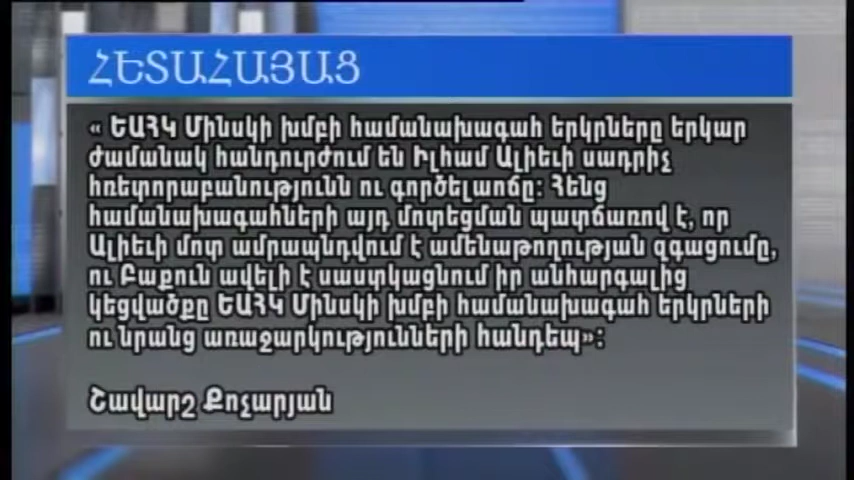 ՀԵՏԱՀԱՅԱՑ
« ԵԱՀԿ Մինսկի խմբի համանախագահ երկրները երկար
ժամանակ հանդուրժում են Իլհամ Ալիեւի սադրիչ
հռետորաբանությունն ու գործելաոճը: Հենց
համանախագահների այդ մոտեցման պատճառով է, որ
Ալիեւի մոտ ամրապնդվում է ամենաթողության զգացումը,
ու Բաքուն ավելի է սաստկացնում իր անհարգալից
կեցվածքը ԵԱՀԿ Մինսկի խմբի համանախագահ երկրների
ու նրանց առաջարկությունների հանդեպ»:
Շավարշ Քոչարյան